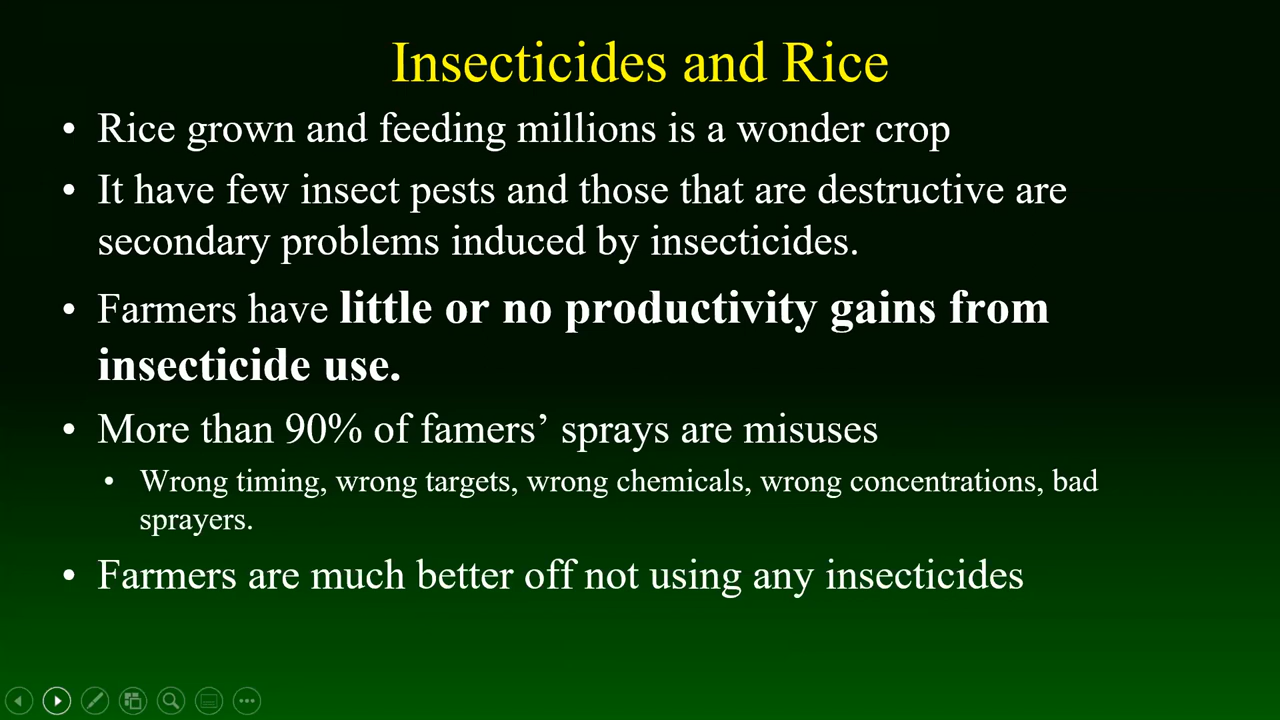 Insecticides and Rice
• Rice grown and feeding millions is a wonder crop
• It have few insect pests and those that are destructive are
secondary problems induced by insecticides.
• Farmers have little or no productivity gains from
insecticide use.
• More than 90% of famers’ sprays are misuses
• Wrong timing, wrong targets, wrong chemicals, wrong concentrations, bad
sprayers.
• Farmers are much better off not using any insecticides